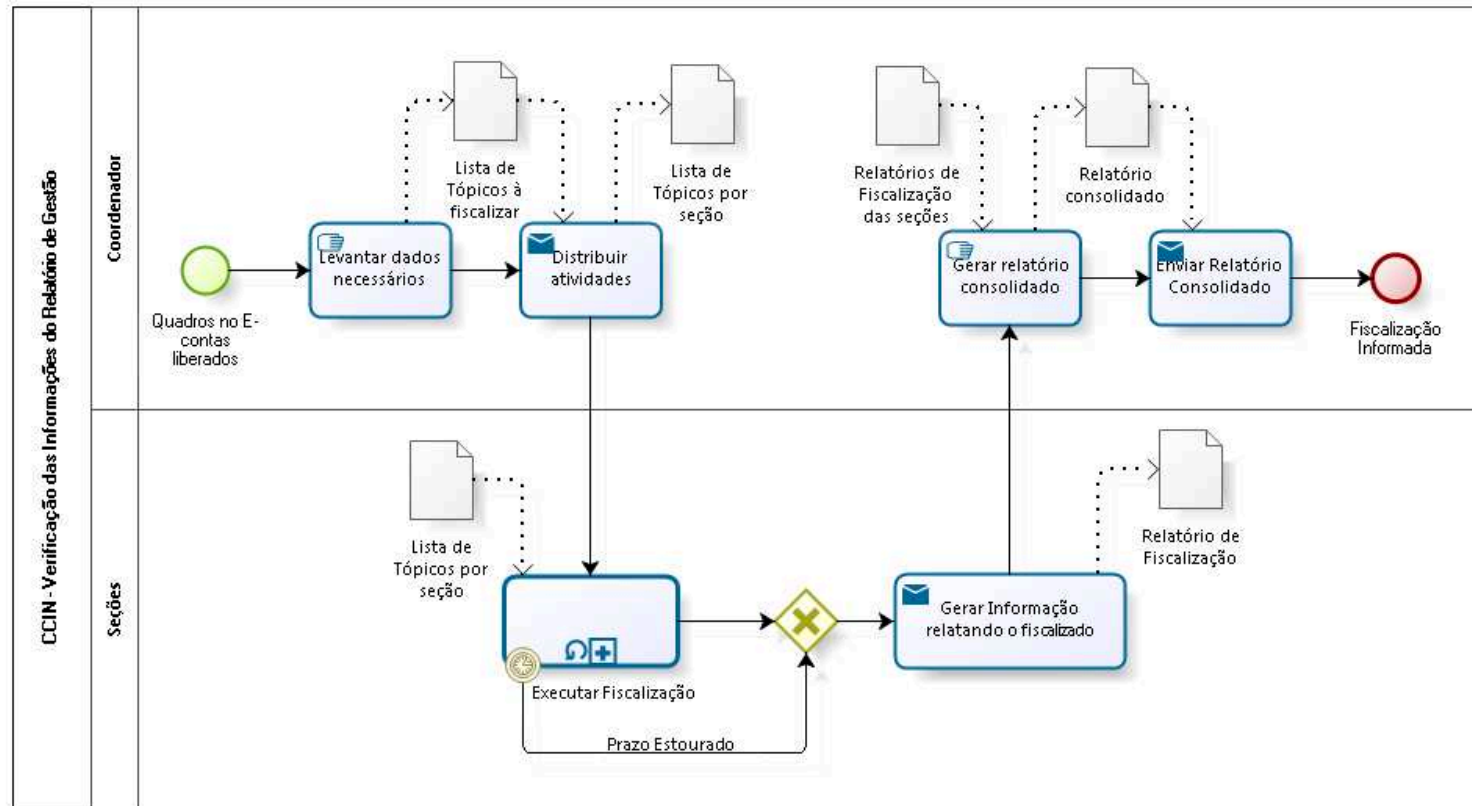 CCIN - Verificação das Informações do Relatório de Gestão
Coordenador
Quadros no E-
contas
liberados
Levantar dados
necessários
Lista de
Tópicos à
fiscalizar
Distribuir
atividades
Lista de
Tópicos por
seção
Relatórios de
Fiscalização
das seções
Gerar relatório
consolidado
Relatório
consolidado
Enviar Relatório
Consolidado
Fiscalização
Informada
Seções
Lista de
Tópicos por
seção
Executar Fiscalização
Prazo Estourado
Gerar Informação
relatando o fiscalizado
Relatório de
Fiscalização